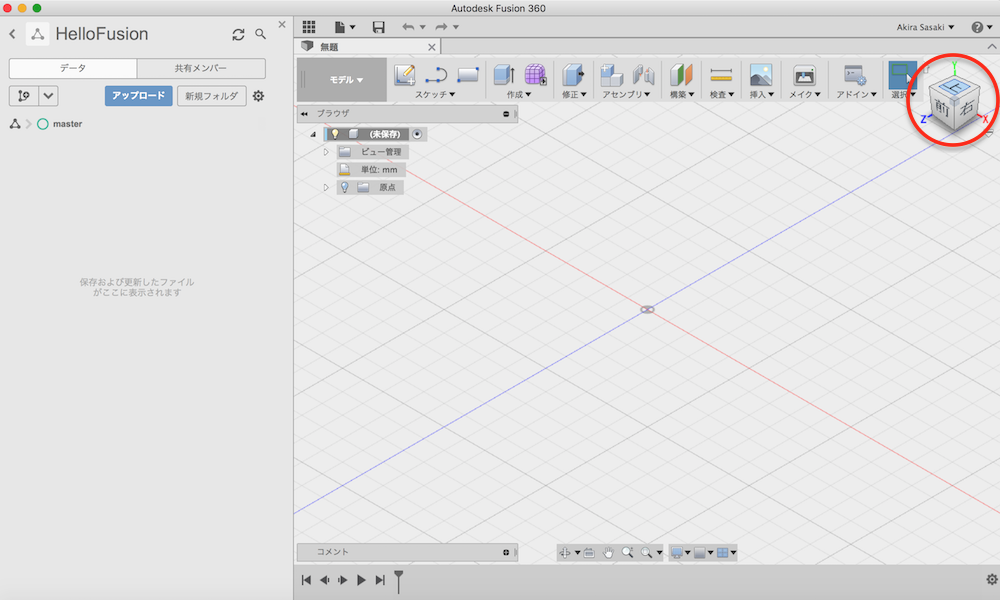 Autodesk Fusion 360
HelloFusion
データ
共有メンバー
アップロード
新規フォルダ
master
保存および更新したファイル
がここに表示されます
Akira Sasaki
無題
モデル
スケッチ
作成
修正
アセンブリ
構築
検査
挿入
メイク
アドイン
選択
Y
上
前
右
Z
X
ブラウザ
(未保存)
ビュー管理
単位: mm
原点
コメント